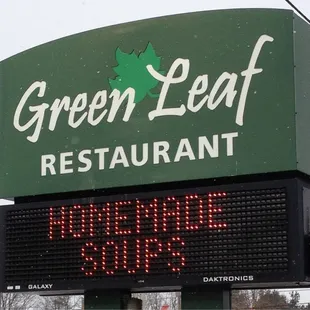 Green Leaf
RESTAURANT
HOMEMADE
SOUPS
GALAXY
DAKTRONICS